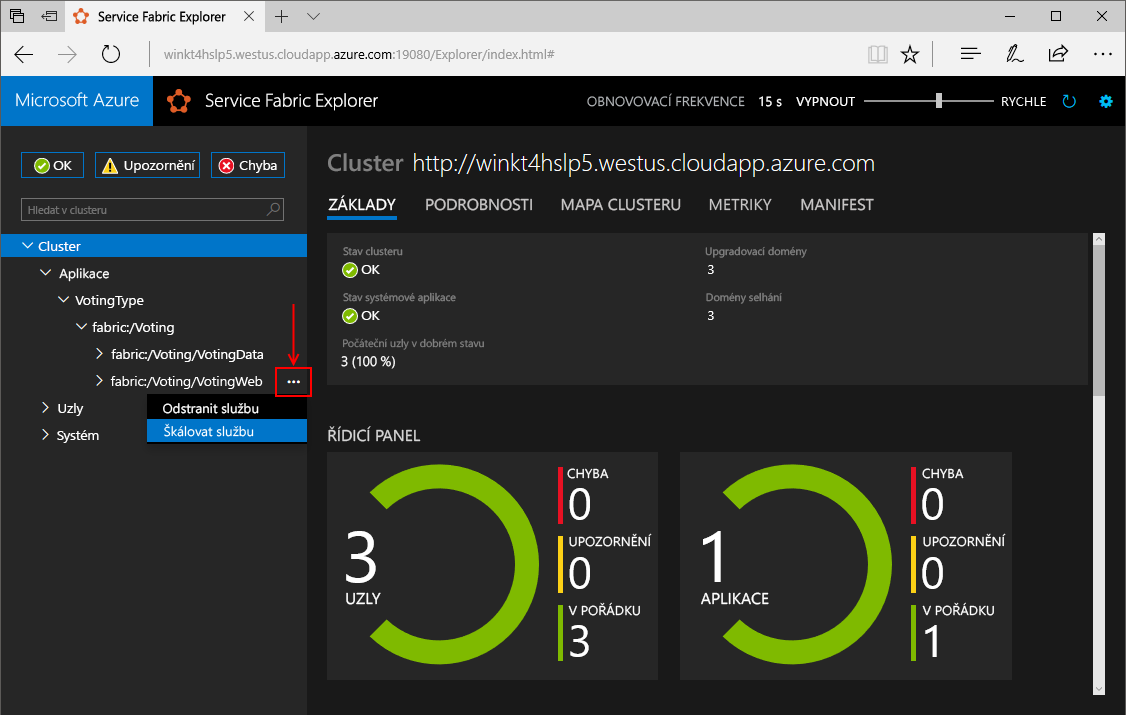 Service Fabric Explorer
winkt4hslp5.westus.cloudapp.azure.com:19080/Explorer/index.html#
Microsoft Azure
Service Fabric Explorer
OBNOVOVACÍ FREKVENCE 15 s VYPNOUT RYCHLE
OK
Upozornění
Chyba
Hledat v clusteru
Cluster
Aplikace
VotingType
fabric:/Voting
fabric:/Voting/VotingData
fabric:/Voting/VotingWeb
Odstranit službu
Škálovat službu
Uzly
Systém
Cluster http://winkt4hslp5.westus.cloudapp.azure.com
ZÁKLADY PODROBNOSTI MAPA CLUSTERU METRIKY MANIFEST
Stav clusteru
OK
Upgradovací domény
3
Stav systémové aplikace
OK
Domény selhání
3
Počáteční uzly v dobrém stavu
3 (100 %)
ŘÍDICÍ PANEL
3
UZLY
CHYBA
0
UPOZORNĚNÍ
0
V POŘÁDKU
3
1
APLIKACE
CHYBA
0
UPOZORNĚNÍ
0
V POŘÁDKU
1